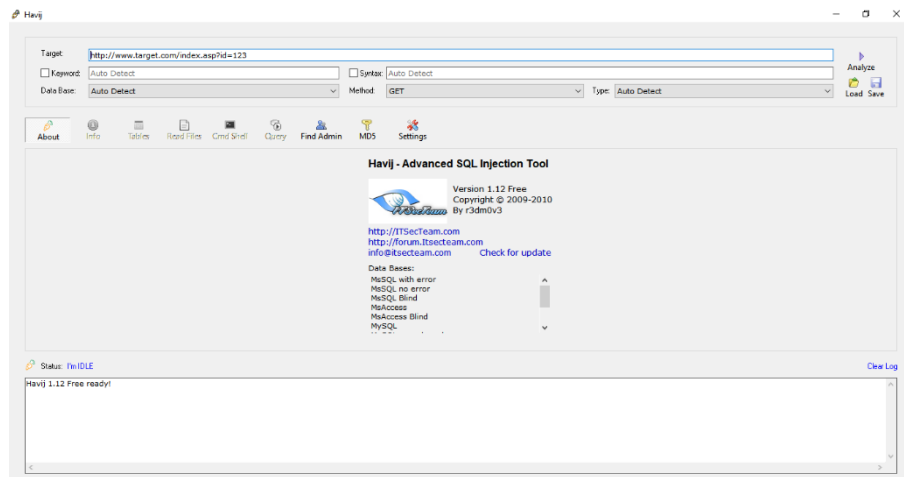 Havij
Target: http://www.target.com/index.asp?id=123
Analyze
Keyword: Auto Detect Syntax: Auto Detect
Data Base: Auto Detect Method: GET Type: Auto Detect
Load Save
About Info Tables Read Files Cmd Shell Query Find Admin MD5 Settings
Havij - Advanced SQL Injection Tool
ITSecTeam
Version 1.12 Free
Copyright © 2009-2010
By r3dm0v3
http://ITSecTeam.com
http://forum.Itsecteam.com
info@itsecteam.com Check for update
Data Bases:
MsSQL with error
MsSQL no error
MsSQL Blind
MsAccess
MsAccess Blind
MySQL
Status: I'm IDLE Clear Log
Havij 1.12 Free ready!